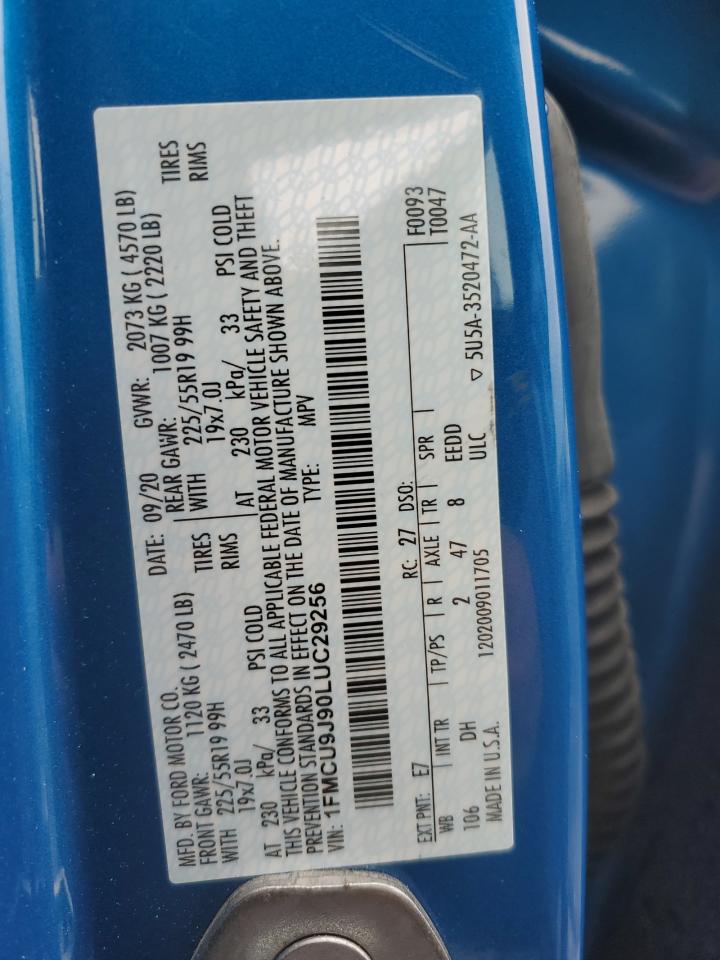 MFD. BY FORD MOTOR CO. DATE: 09/20 GVWR: 2073 KG ( 4570 LB)
FRONT GAWR: 1120 KG ( 2470 LB) REAR GAWR: 1007 KG ( 2220 LB)
WITH 225/55R19 99H TIRES WITH 225/55R19 99H TIRES
19x7.0J RIMS 19x7.0J RIMS
AT 230 kPa/ 33 PSI COLD AT 230 kPa/ 33 PSI COLD
THIS VEHICLE CONFORMS TO ALL APPLICABLE FEDERAL MOTOR VEHICLE SAFETY AND THEFT
PREVENTION STANDARDS IN EFFECT ON THE DATE OF MANUFACTURE SHOWN ABOVE.
VIN: 1FMCU9J90LUC29256 TYPE: MPV
EXT PNT: E7 RC: 27 DSO: F0093
WB INT TR TP/PS R AXLE TR SPR T0047
106 DH 2 47 8 EEDD
MADE IN U.S.A. 1202009011705 ULC ▽ 5U5A-3520472-AA